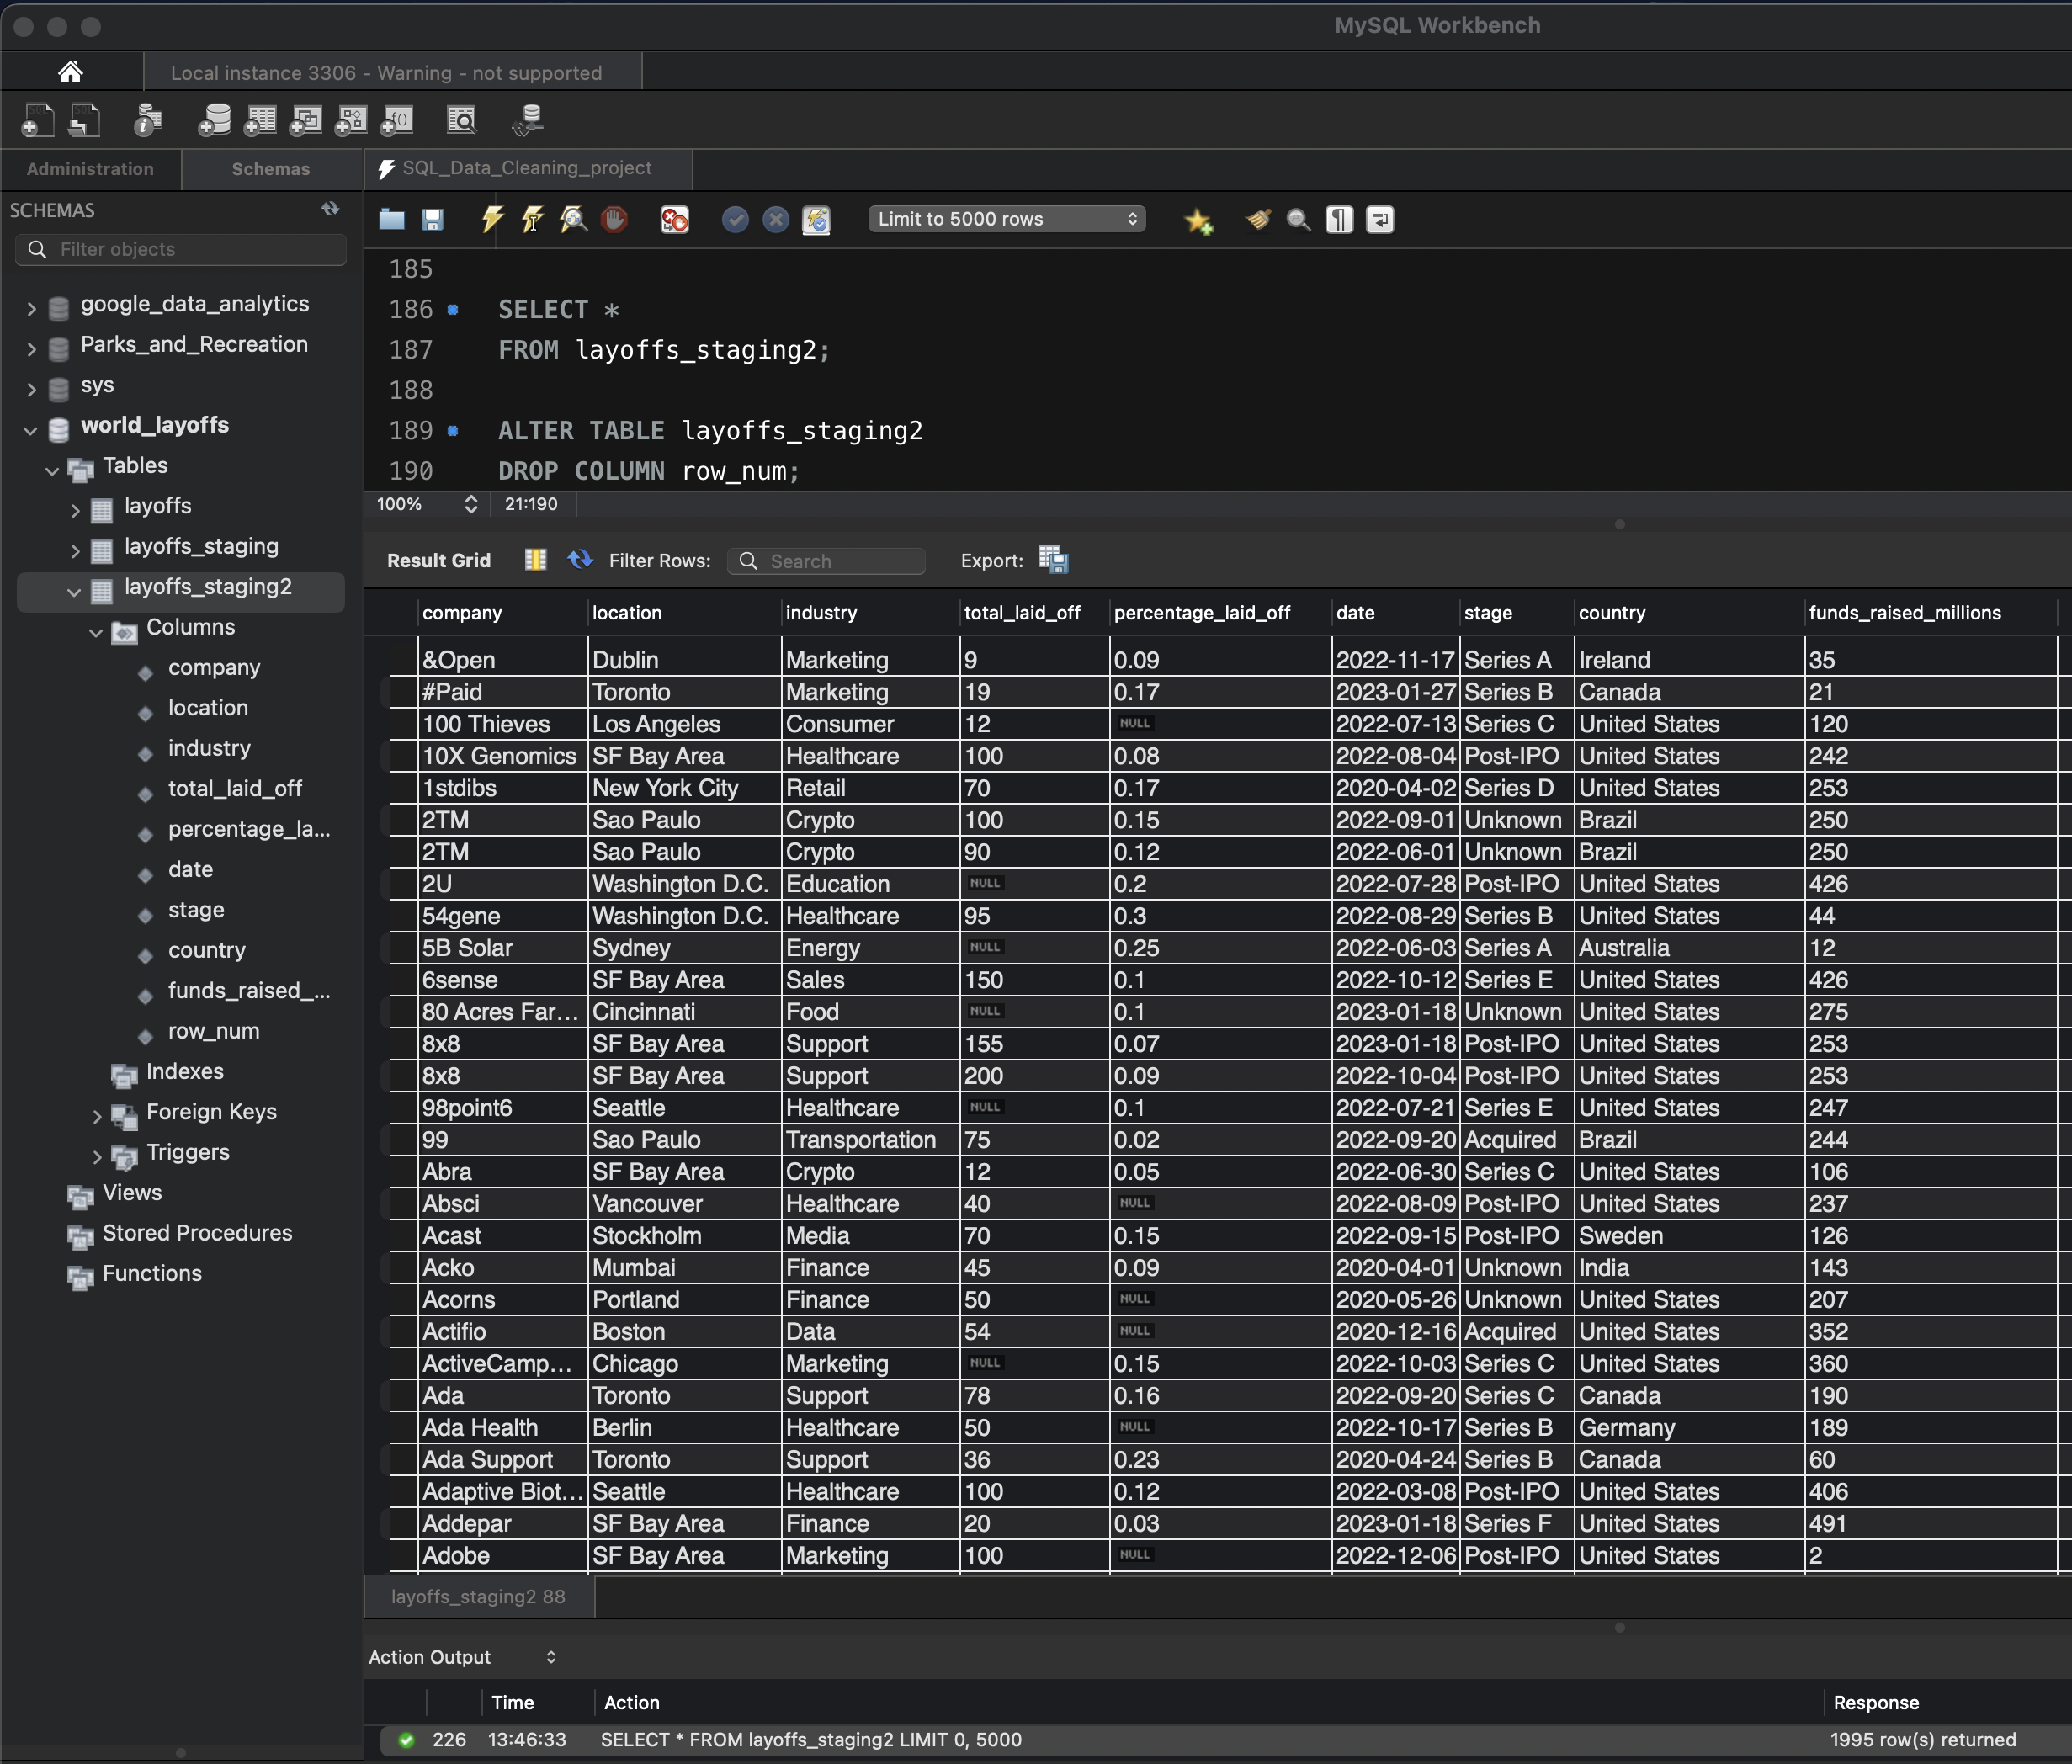 MySQL Workbench
Local instance 3306 - Warning - not supported
Administration
Schemas
SQL_Data_Cleaning_project
SCHEMAS
Filter objects
google_data_analytics
Parks_and_Recreation
sys
world_layoffs
Tables
layoffs
layoffs_staging
layoffs_staging2
Columns
company
location
industry
total_laid_off
percentage_la...
date
stage
country
funds_raised_...
row_num
Indexes
Foreign Keys
Triggers
Views
Stored Procedures
Functions
Limit to 5000 rows
185
186 SELECT *
187 FROM layoffs_staging2;
188
189 ALTER TABLE layoffs_staging2
190 DROP COLUMN row_num;
100% 21:190
Result Grid Filter Rows: Search Export:
company location industry total_laid_off percentage_laid_off date stage country funds_raised_millions
&Open Dublin Marketing 9 0.09 2022-11-17 Series A Ireland 35
#Paid Toronto Marketing 19 0.17 2023-01-27 Series B Canada 21
100 Thieves Los Angeles Consumer 12 NULL 2022-07-13 Series C United States 120
10X Genomics SF Bay Area Healthcare 100 0.08 2022-08-04 Post-IPO United States 242
1stdibs New York City Retail 70 0.17 2020-04-02 Series D United States 253
2TM Sao Paulo Crypto 100 0.15 2022-09-01 Unknown Brazil 250
2TM Sao Paulo Crypto 90 0.12 2022-06-01 Unknown Brazil 250
2U Washington D.C. Education NULL 0.2 2022-07-28 Post-IPO United States 426
54gene Washington D.C. Healthcare 95 0.3 2022-08-29 Series B United States 44
5B Solar Sydney Energy NULL 0.25 2022-06-03 Series A Australia 12
6sense SF Bay Area Sales 150 0.1 2022-10-12 Series E United States 426
80 Acres Far... Cincinnati Food NULL 0.1 2023-01-18 Unknown United States 275
8x8 SF Bay Area Support 155 0.07 2023-01-18 Post-IPO United States 253
8x8 SF Bay Area Support 200 0.09 2022-10-04 Post-IPO United States 253
98point6 Seattle Healthcare NULL 0.1 2022-07-21 Series E United States 247
99 Sao Paulo Transportation 75 0.02 2022-09-20 Acquired Brazil 244
Abra SF Bay Area Crypto 12 0.05 2022-06-30 Series C United States 106
Absci Vancouver Healthcare 40 NULL 2022-08-09 Post-IPO United States 237
Acast Stockholm Media 70 0.15 2022-09-15 Post-IPO Sweden 126
Acko Mumbai Finance 45 0.09 2020-04-01 Unknown India 143
Acorns Portland Finance 50 NULL 2020-05-26 Unknown United States 207
Actifio Boston Data 54 NULL 2020-12-16 Acquired United States 352
ActiveCamp... Chicago Marketing NULL 0.15 2022-10-03 Series C United States 360
Ada Toronto Support 78 0.16 2022-09-20 Series C Canada 190
Ada Health Berlin Healthcare 50 NULL 2022-10-17 Series B Germany 189
Ada Support Toronto Support 36 0.23 2020-04-24 Series B Canada 60
Adaptive Biot... Seattle Healthcare 100 0.12 2022-03-08 Post-IPO United States 406
Addepar SF Bay Area Finance 20 0.03 2023-01-18 Series F United States 491
Adobe SF Bay Area Marketing 100 NULL 2022-12-06 Post-IPO United States 2
layoffs_staging2 88
Action Output
Time Action Response
226 13:46:33 SELECT * FROM layoffs_staging2 LIMIT 0, 5000 1995 row(s) returned